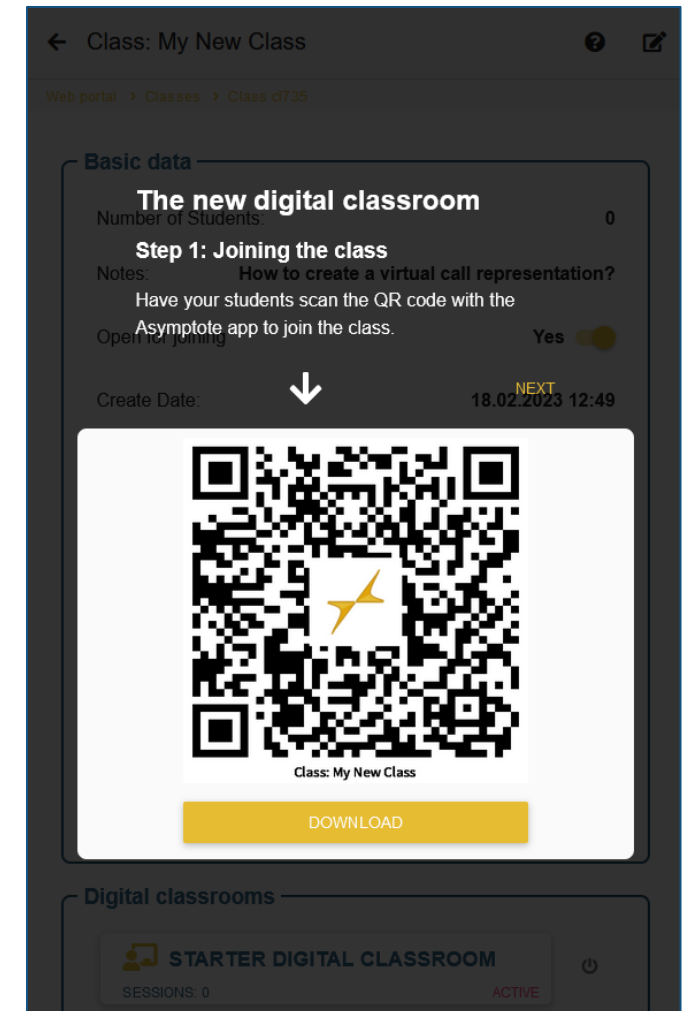 Class: My New Class
Web portal > Classes > Class cl735
Basic data
The new digital classroom
Number of Students: 0
Step 1: Joining the class
Notes: How to create a virtual call representation?
Have your students scan the QR code with the
Asymptote app to join the class.
Open for joining Yes
NEXT
Create Date: 18.02.2023 12:49
Class: My New Class
DOWNLOAD
Digital classrooms
STARTER DIGITAL CLASSROOM
SESSIONS: 0 ACTIVE